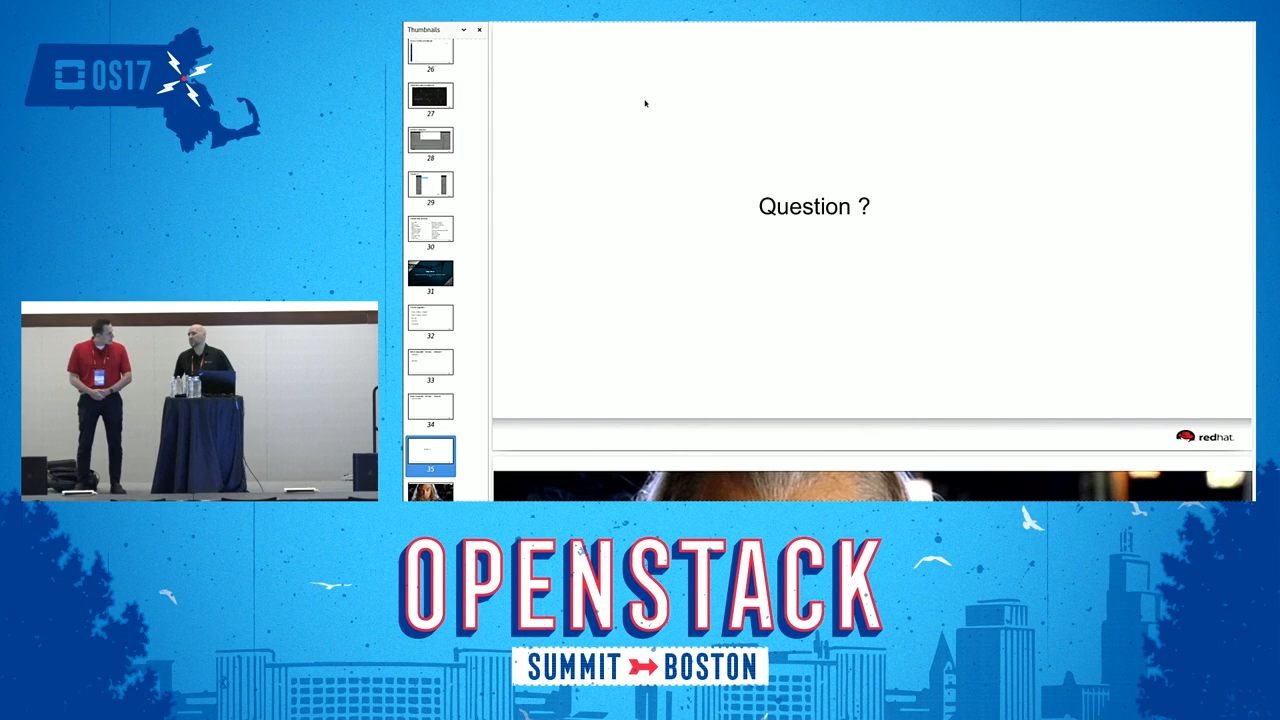 OS17
Thumbnails
26
27
28
29
30
31
32
33
34
35
Question ?
redhat.
OPENSTACK
SUMMIT BOSTON